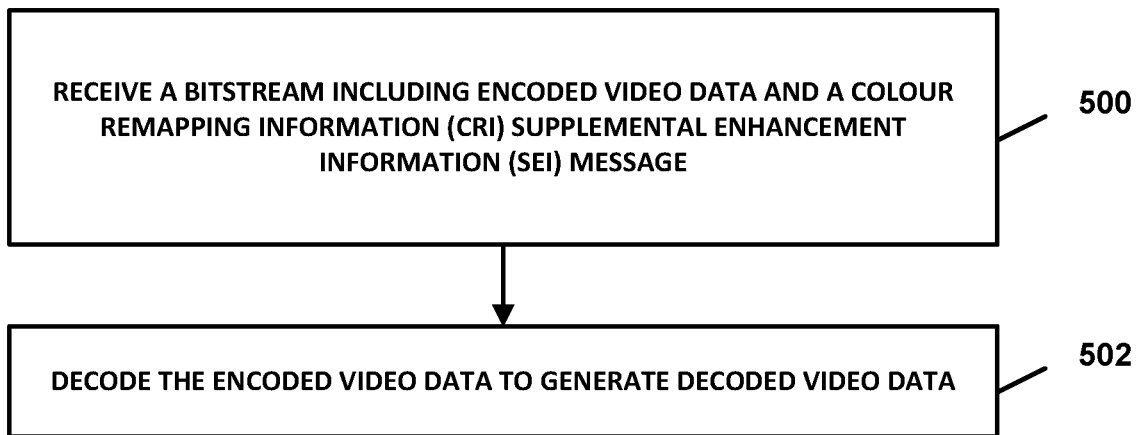 RECEIVE A BITSTREAM INCLUDING ENCODED VIDEO DATA AND A COLOUR
REMAPPING INFORMATION (CRI) SUPPLEMENTAL ENHANCEMENT
INFORMATION (SEI) MESSAGE
500
DECODE THE ENCODED VIDEO DATA TO GENERATE DECODED VIDEO DATA
502